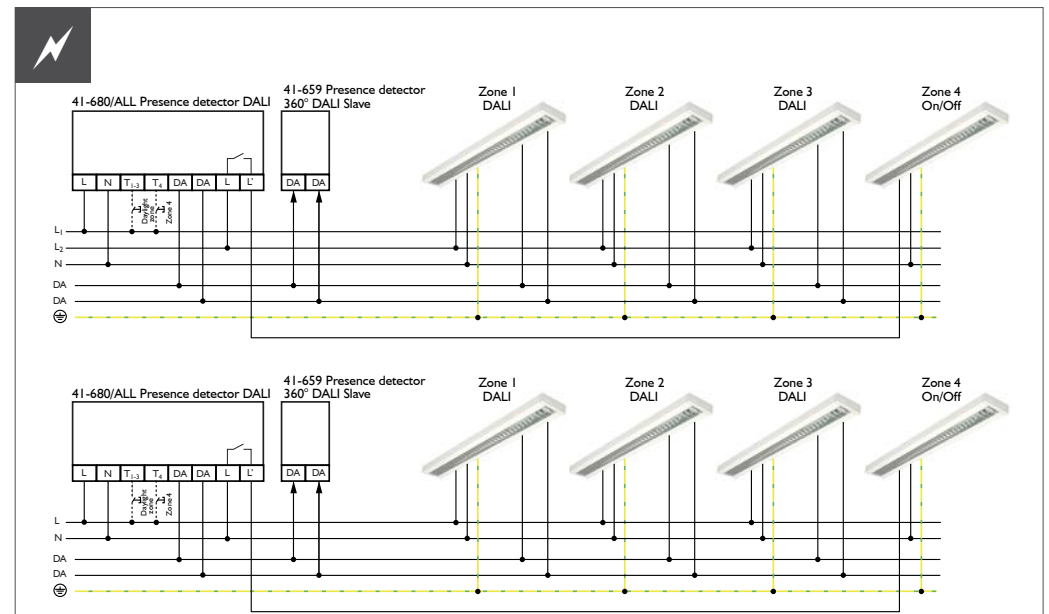 41-680/ALL Presence detector DALI
41-659 Presence detector
360° DALI Slave
Zone 1
DALI
Zone 2
DALI
Zone 3
DALI
Zone 4
On/Off
L N T1-3 T4 DA DA L L'
DA DA
Daylight
zone
Zone 4
L1
L2
N
DA
DA
41-680/ALL Presence detector DALI
41-659 Presence detector
360° DALI Slave
Zone 1
DALI
Zone 2
DALI
Zone 3
DALI
Zone 4
On/Off
L N T1-3 T4 DA DA L L'
DA DA
Daylight
zone
Zone 4
L
N
DA
DA